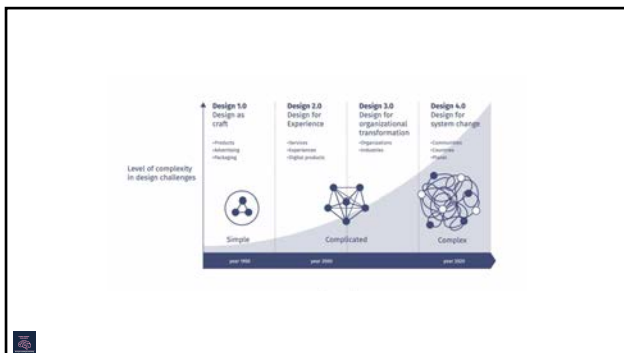 Design 1.0
Design as
craft
•Products
•Advertising
•Packaging
Design 2.0
Design for
Experience
•Services
•Experiences
•Digital products
Design 3.0
Design for
organizational
transformation
•Organizations
•Industries
Design 4.0
Design for
system change
•Communities
•Countries
•Planet
Level of complexity
in design challenges
Simple
Complicated
Complex
year 2000